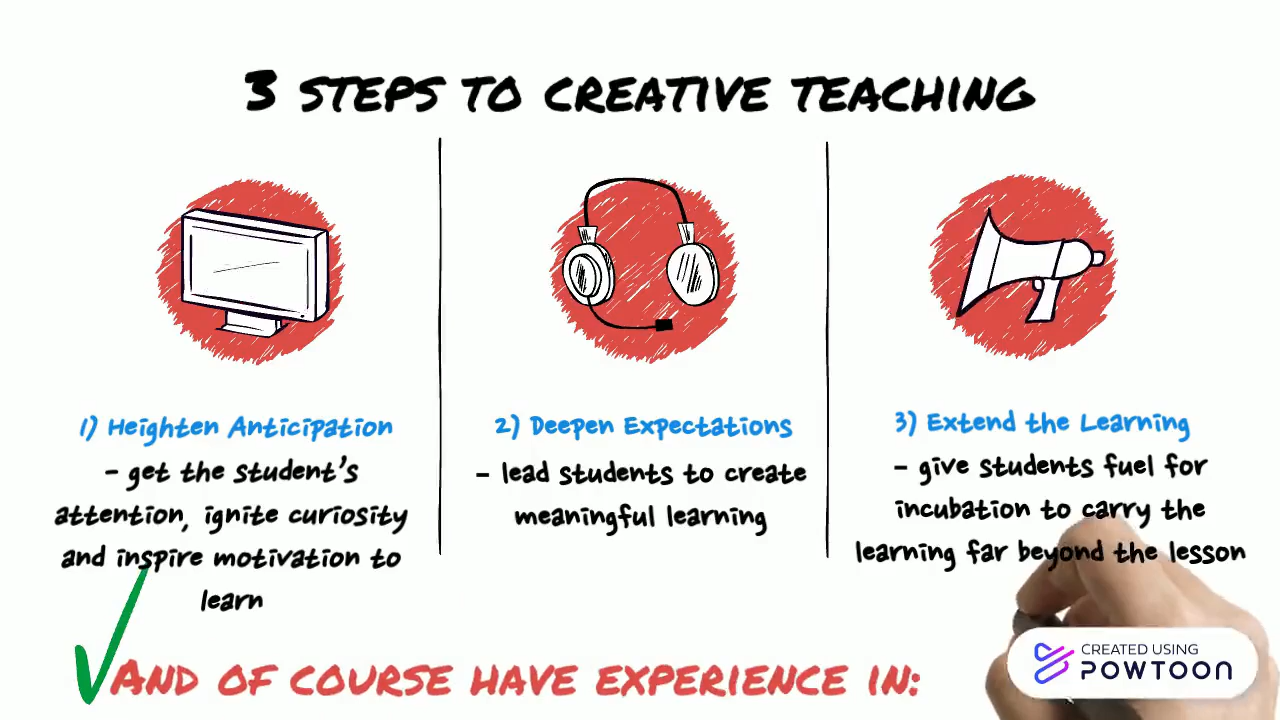 3 STEPS TO CREATIVE TEACHING
1) Heighten Anticipation
- get the student's
attention, ignite curiosity
and inspire motivation to
learn
2) Deepen Expectations
- lead students to create
meaningful learning
3) Extend the Learning
- give students fuel for
incubation to carry the
learning far beyond the lesson
AND OF COURSE HAVE EXPERIENCE IN:
CREATED USING
POWTOON